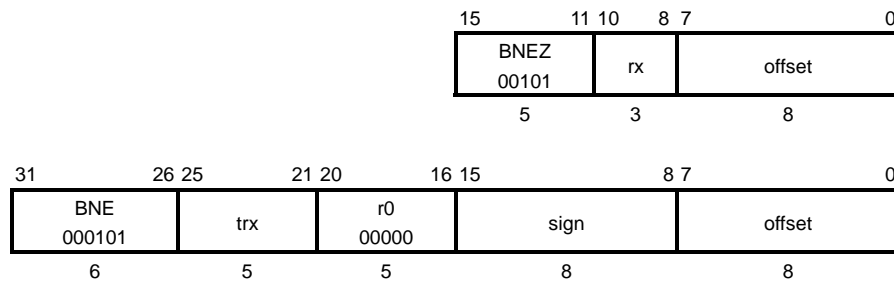 15 11 10 8 7 0
BNEZ
00101
rx
offset
5 3 8
31 26 25 21 20 16 15 8 7 0
BNE
000101
trx
r0
00000
sign
offset
6 5 5 8 8